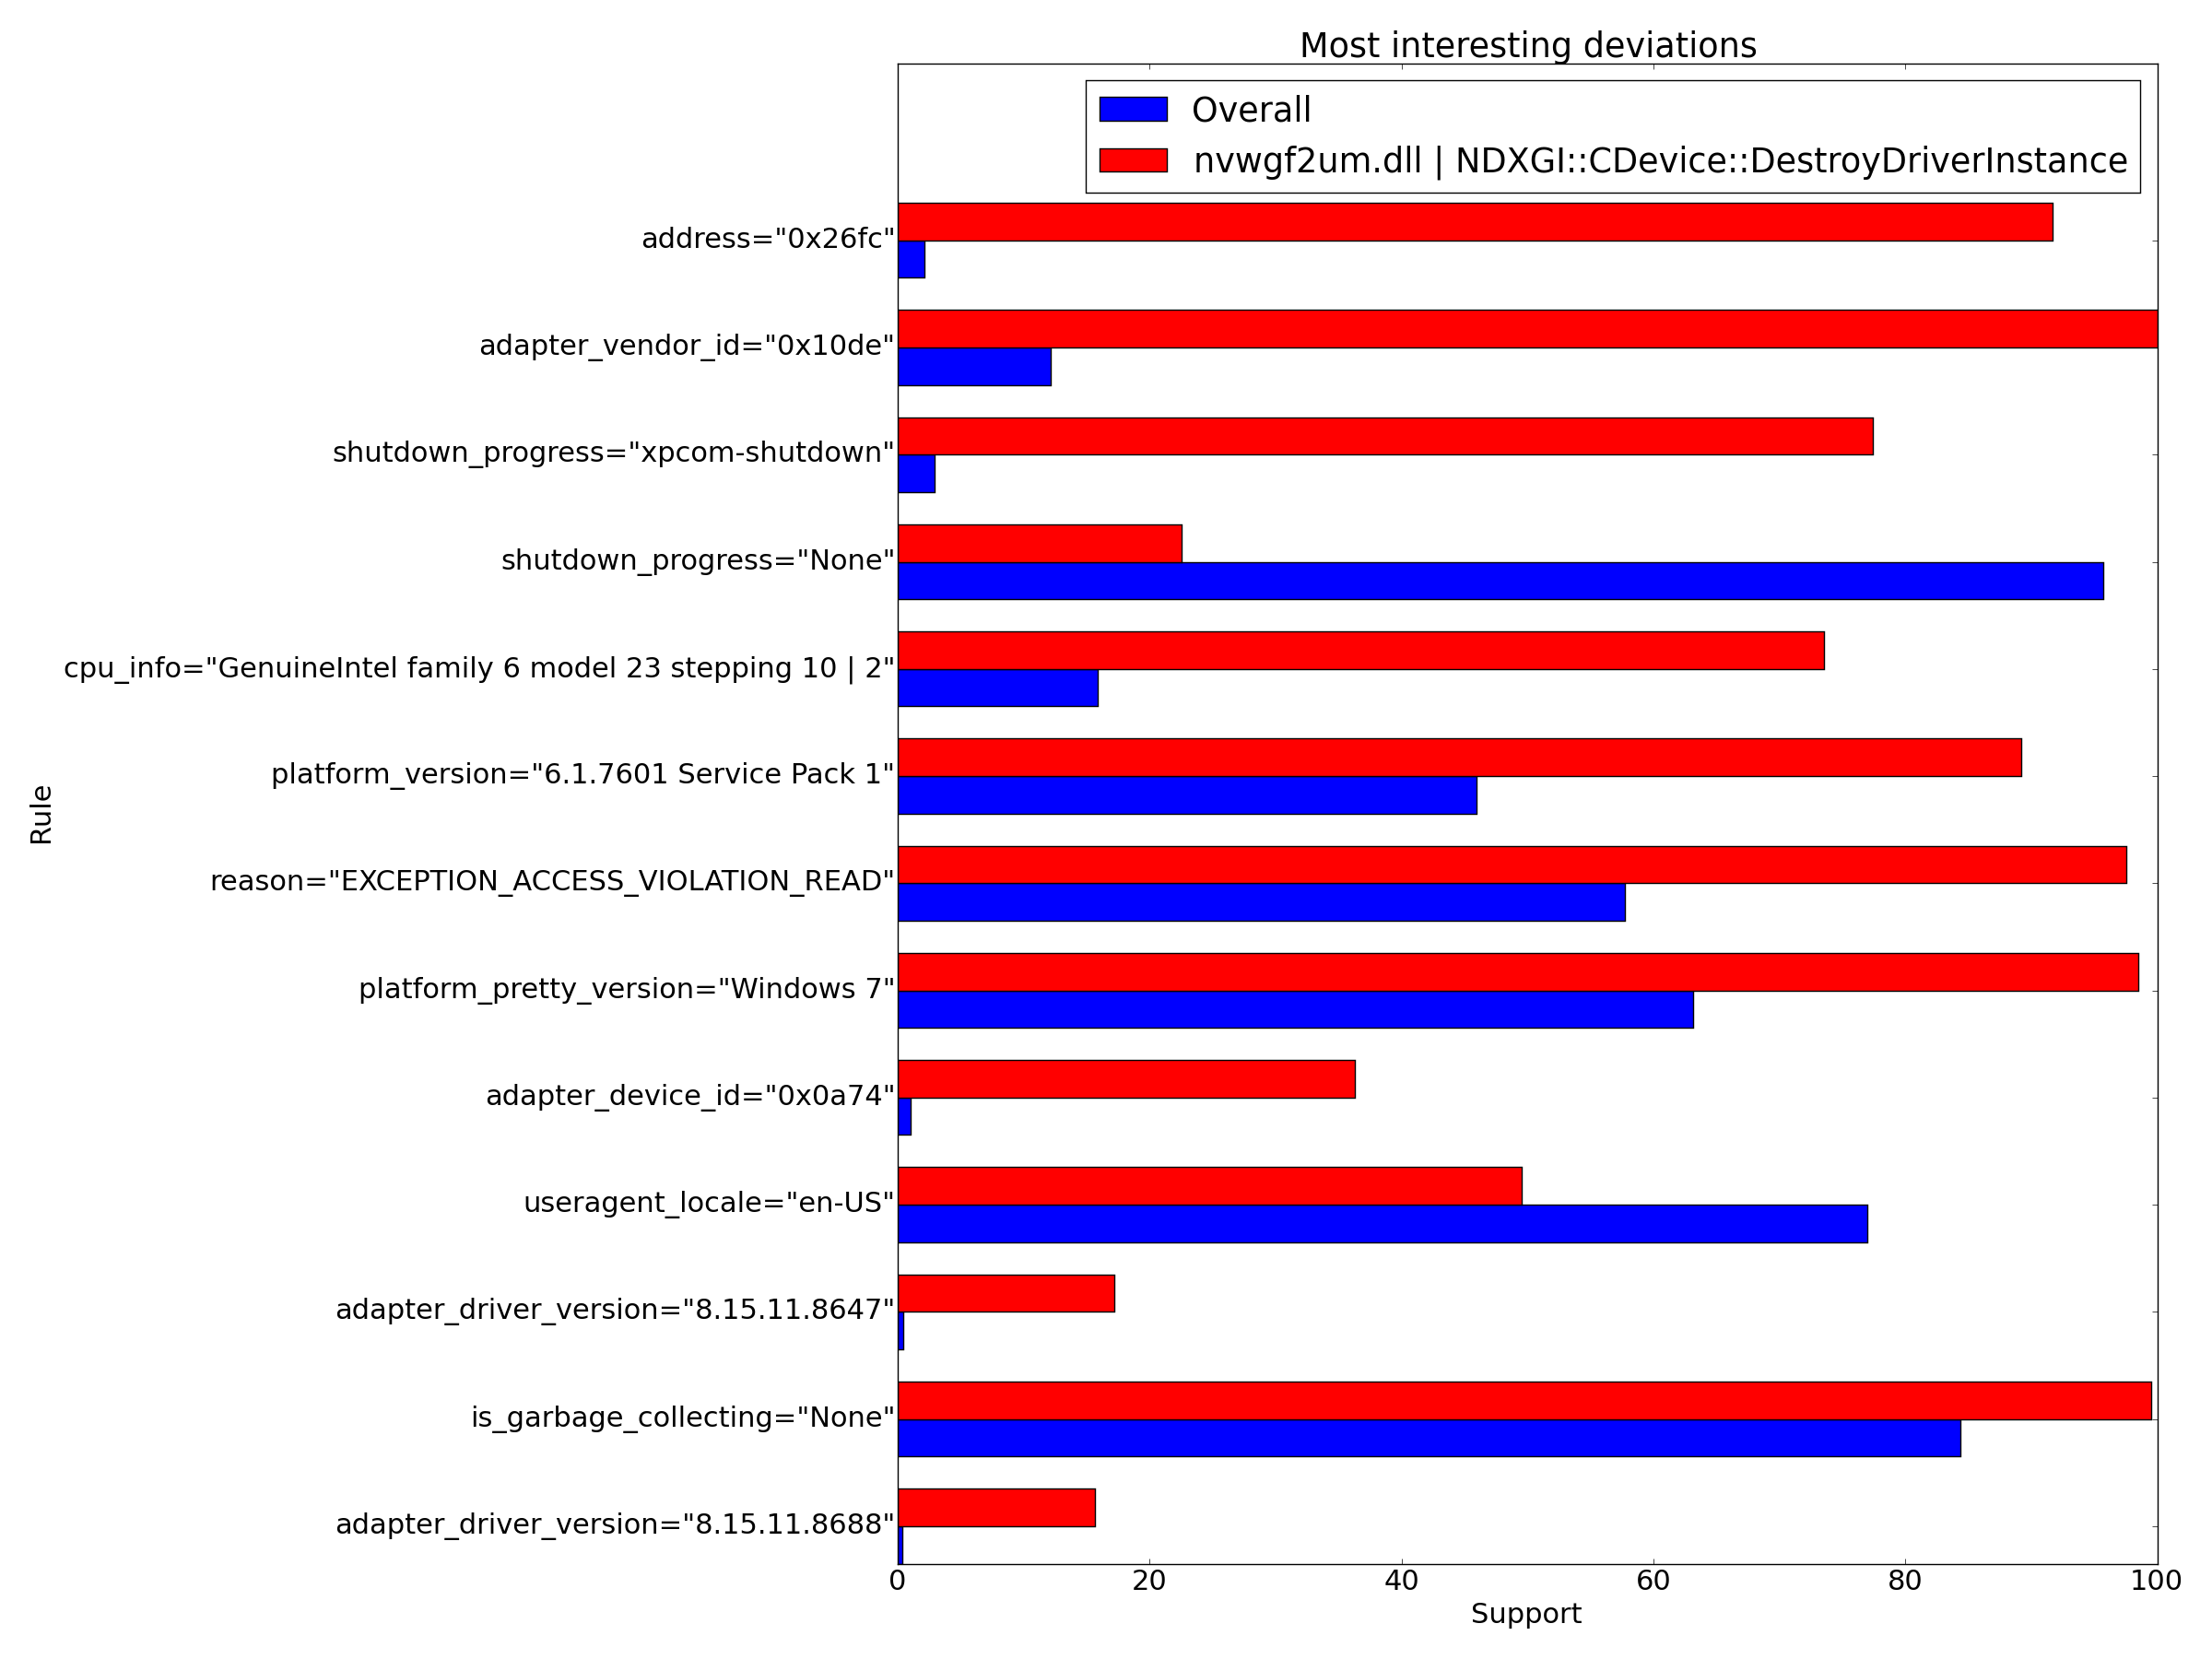 Most interesting deviations
Overall
nvwgf2um.dll | NDXGI::CDevice::DestroyDriverInstance
address="0x26fc"
adapter_vendor_id="0x10de"
shutdown_progress="xpcom-shutdown"
shutdown_progress="None"
cpu_info="GenuineIntel family 6 model 23 stepping 10 | 2"
platform_version="6.1.7601 Service Pack 1"
reason="EXCEPTION_ACCESS_VIOLATION_READ"
platform_pretty_version="Windows 7"
adapter_device_id="0x0a74"
useragent_locale="en-US"
adapter_driver_version="8.15.11.8647"
is_garbage_collecting="None"
adapter_driver_version="8.15.11.8688"
Rule
0 20 40 60 80 100
Support